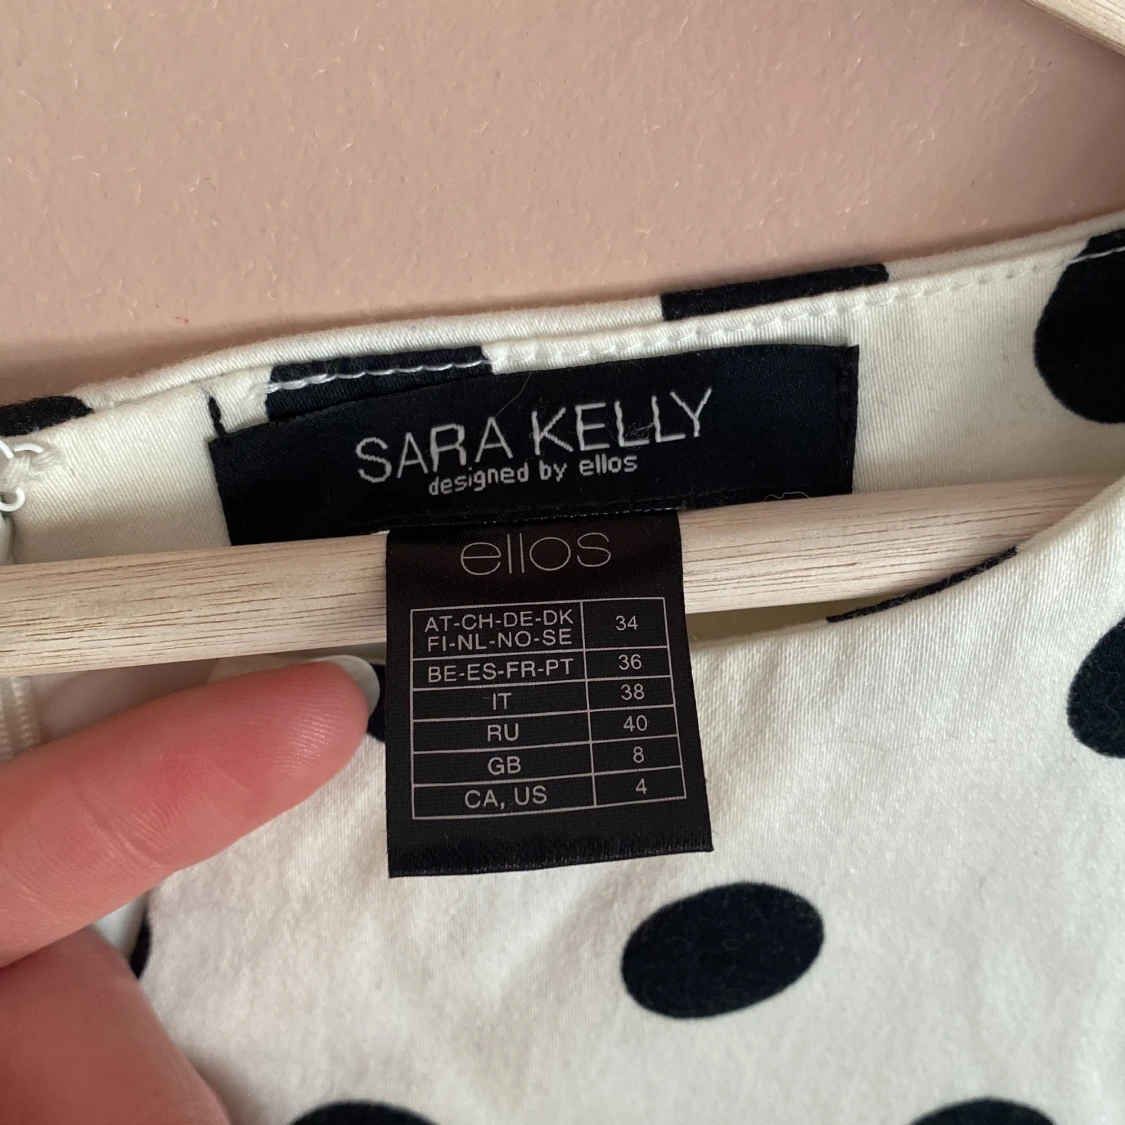 SARA KELLY
designed by ellos
ellos
AT-CH-DE-DK
FI-NL-NO-SE 34
BE-ES-FR-PT 36
IT 38
RU 40
GB 8
CA, US 4